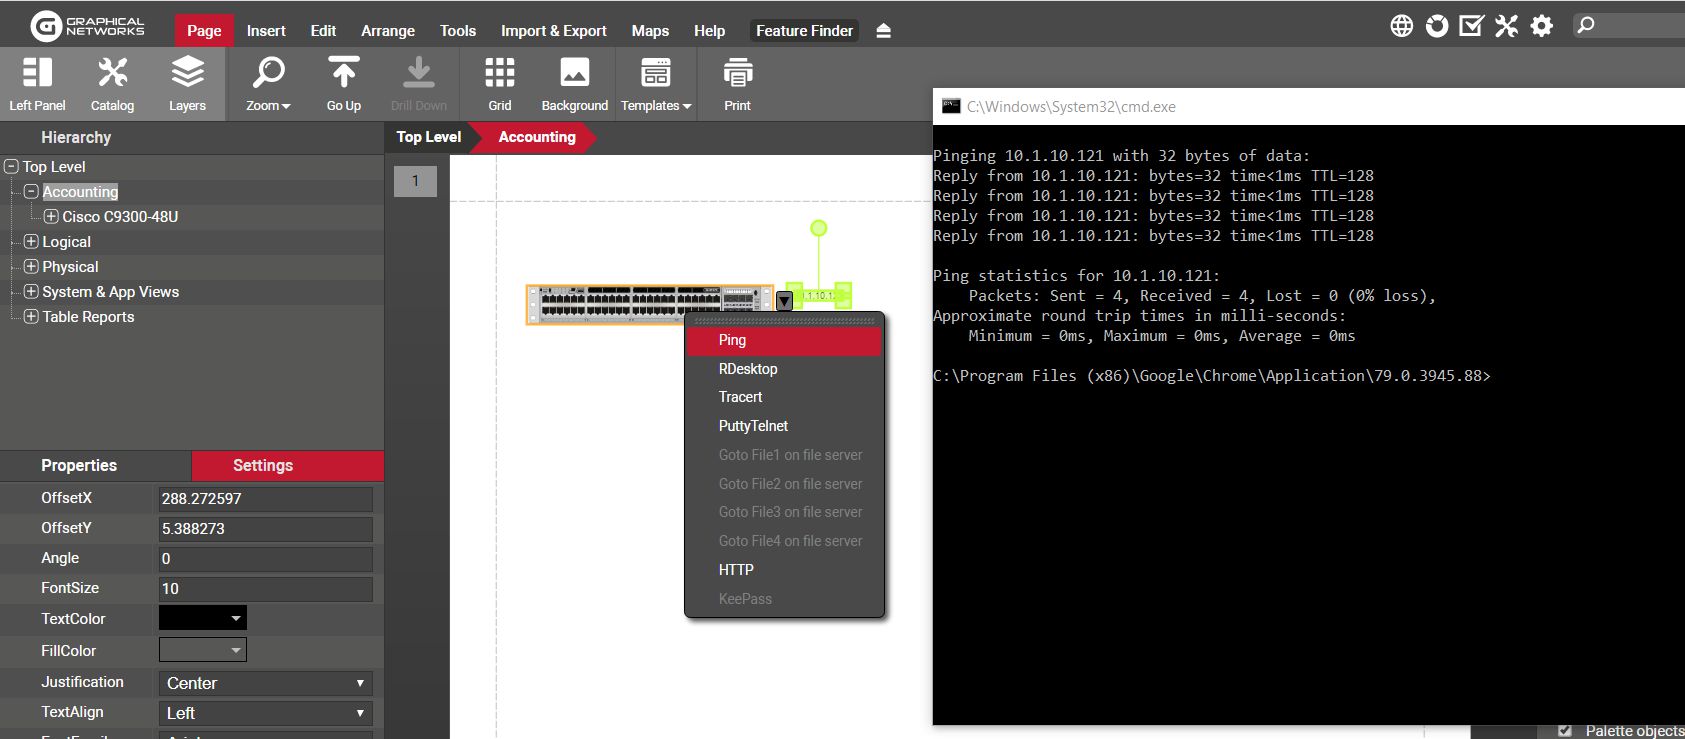 GRAPHICAL
NETWORKS
Page Insert Edit Arrange Tools Import & Export Maps Help Feature Finder
Left Panel Catalog Layers Zoom Go Up Drill Down Grid Background Templates Print
Hierarchy
Top Level
Accounting
Cisco C9300-48U
Logical
Physical
System & App Views
Table Reports
Properties Settings
OffsetX 288.272597
OffsetY 5.388273
Angle 0
FontSize 10
TextColor
FillColor
Justification Center
TextAlign Left
Top Level Accounting
1
Ping
RDesktop
Tracert
PuttyTelnet
Goto File1 on file server
Goto File2 on file server
Goto File3 on file server
Goto File4 on file server
HTTP
KeePass
C:\Windows\System32\cmd.exe
Pinging 10.1.10.121 with 32 bytes of data:
Reply from 10.1.10.121: bytes=32 time<1ms TTL=128
Reply from 10.1.10.121: bytes=32 time<1ms TTL=128
Reply from 10.1.10.121: bytes=32 time<1ms TTL=128
Reply from 10.1.10.121: bytes=32 time<1ms TTL=128
Ping statistics for 10.1.10.121:
Packets: Sent = 4, Received = 4, Lost = 0 (0% loss),
Approximate round trip times in milli-seconds:
Minimum = 0ms, Maximum = 0ms, Average = 0ms
C:\Program Files (x86)\Google\Chrome\Application\79.0.3945.88>
Palette objects